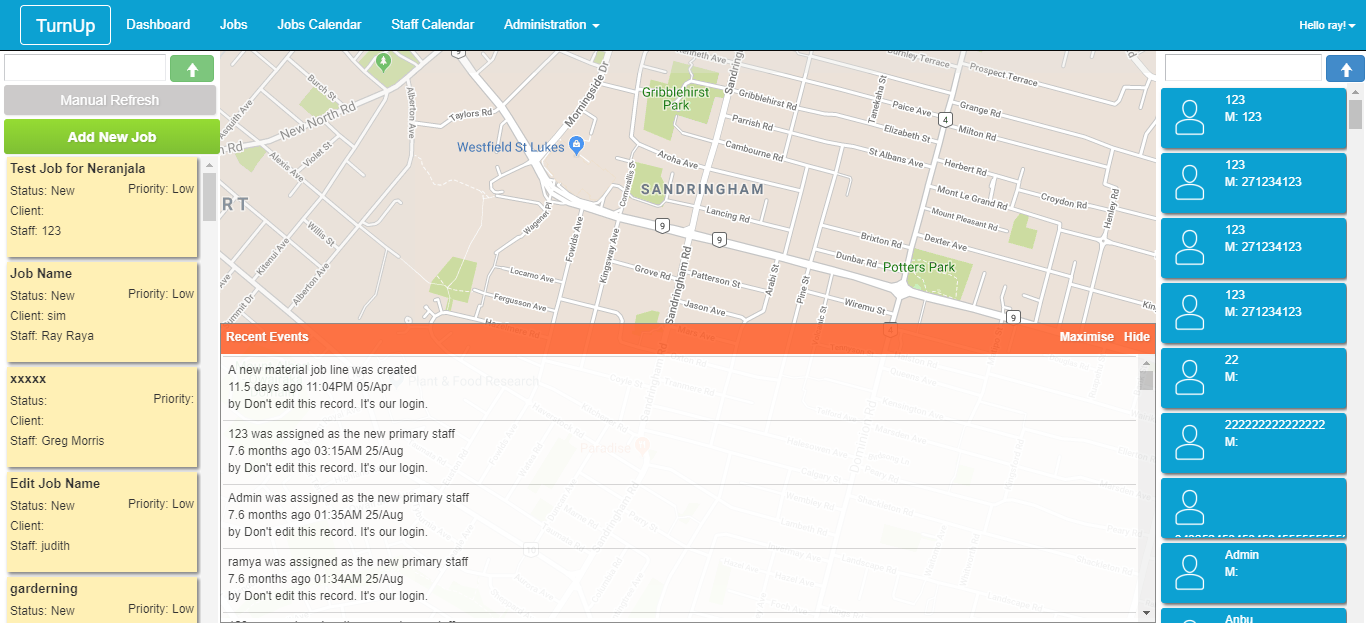 TurnUp
Dashboard
Jobs
Jobs Calendar
Staff Calendar
Administration
Hello ray!
Manual Refresh
Add New Job
Test Job for Neranjala
Status: New Priority: Low
Client:
Staff: 123
Job Name
Status: New Priority: Low
Client: sim
Staff: Ray Raya
xxxxx
Status: Priority:
Client:
Staff: Greg Morris
Edit Job Name
Status: New Priority: Low
Client:
Staff: judith
garderning
Status: New Priority: Low
Burch St
Asquith Ave
New North Rd
Alexis Ave
Violet St
Willis St
Kitenui Ave
Alberton Ave
Alberton Ave
Taylors Rd
Morningside Dr
9
Westfield St Lukes
Gribblehirst
Park
Gribblehirst Rd
Parrish Rd
Cambourne Rd
Aroha Ave
Cornwallis St
SANDRINGHAM
Lancing Rd
Wagener Pl
Fowlds Ave
Kingsway Ave
9
9
Locarno Ave
Fergusson Ave
Grove Rd
Patterson St
Jason Ave
Sandringham Rd
Arabi St
Pine St
Wiremu St
Burnley Terrace
Prospect Terrace
Tanekaha St
Paice Ave
Grange Rd
4
Milton Rd
Elizabeth St
St Albans Ave
Herbert Rd
Mont Le Grand Rd
Croydon Rd
Henley Rd
Mount Pleasant Rd
Brixton Rd
Dexter Ave
Dunbar Rd
Potters Park
9
Recent Events
Maximise
Hide
A new material job line was created
11.5 days ago 11:04PM 05/Apr
by Don't edit this record. It's our login.
123 was assigned as the new primary staff
7.6 months ago 03:15AM 25/Aug
by Don't edit this record. It's our login.
Admin was assigned as the new primary staff
7.6 months ago 01:35AM 25/Aug
by Don't edit this record. It's our login.
ramya was assigned as the new primary staff
7.6 months ago 01:34AM 25/Aug
by Don't edit this record. It's our login.
Plant & Food Research
Dominion Rd
123
M: 123
123
M: 271234123
123
M: 271234123
123
M: 271234123
22
M:
222222222222222
M:
Admin
M:
Anbu